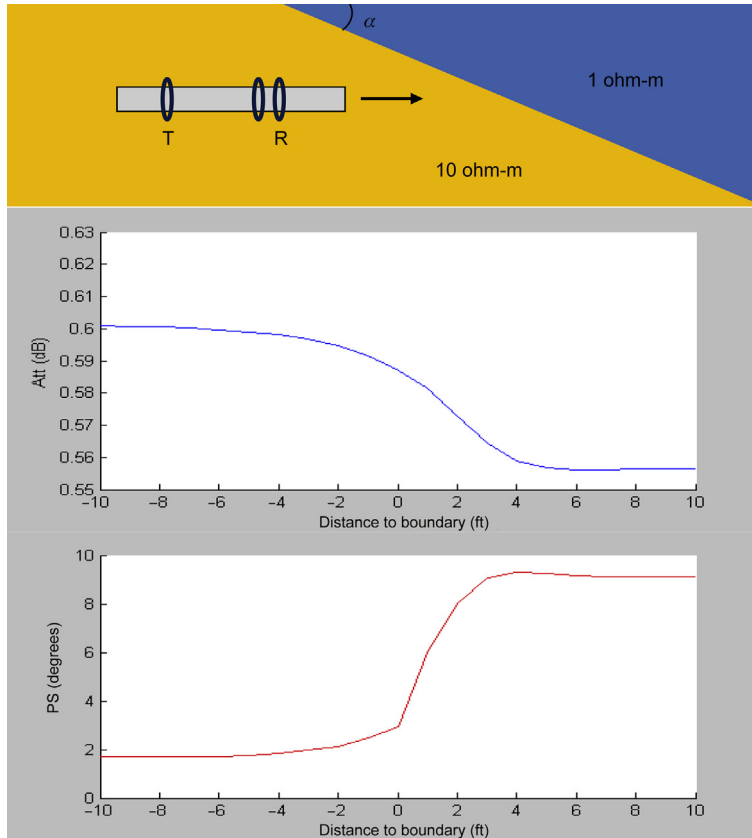 α
1 ohm-m
T
R
10 ohm-m
0.63
0.62
0.61
0.6
0.59
0.58
0.57
0.56
0.55
Att (dB)
−10 −8 −6 −4 −2 0 2 4 6 8 10
Distance to boundary (ft)
10
8
6
4
2
0
PS (degrees)
−10 −8 −6 −4 −2 0 2 4 6 8 10
Distance to boundary (ft)